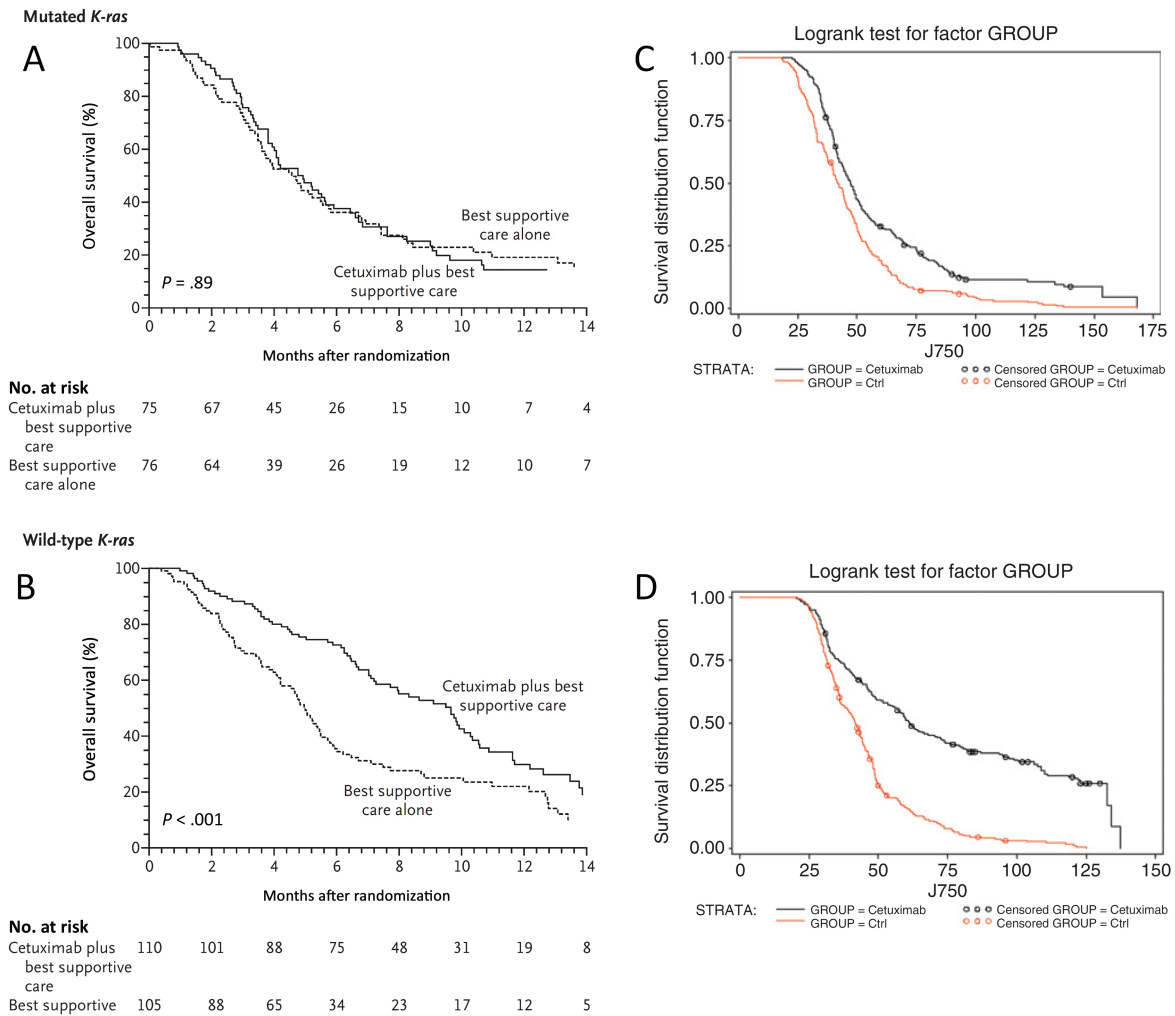 Mutated K-ras
A
100
80
60
40
20
0
Overall survival (%)
Best supportive
care alone
Cetuximab plus best
supportive care
P = .89
0 2 4 6 8 10 12 14
Months after randomization
No. at risk
Cetuximab plus 75 67 45 26 15 10 7 4
best supportive
care
Best supportive 76 64 39 26 19 12 10 7
care alone
Wild-type K-ras
B
100
80
60
40
20
0
Overall survival (%)
Cetuximab plus best
supportive care
Best supportive
care alone
P < .001
0 2 4 6 8 10 12 14
Months after randomization
No. at risk
Cetuximab plus 110 101 88 75 48 31 19 8
best supportive
care
Best supportive 105 88 65 34 23 17 12 5
C
Logrank test for factor GROUP
1.00
0.75
0.50
0.25
0.00
Survival distribution function
0 25 50 75 100 125 150 175
J750
STRATA: GROUP = Cetuximab Censored GROUP = Cetuximab
GROUP = Ctrl Censored GROUP = Ctrl
D
Logrank test for factor GROUP
1.00
0.75
0.50
0.25
0.00
Survival distribution function
0 25 50 75 100 125 150
J750
STRATA: GROUP = Cetuximab Censored GROUP = Cetuximab
GROUP = Ctrl Censored GROUP = Ctrl